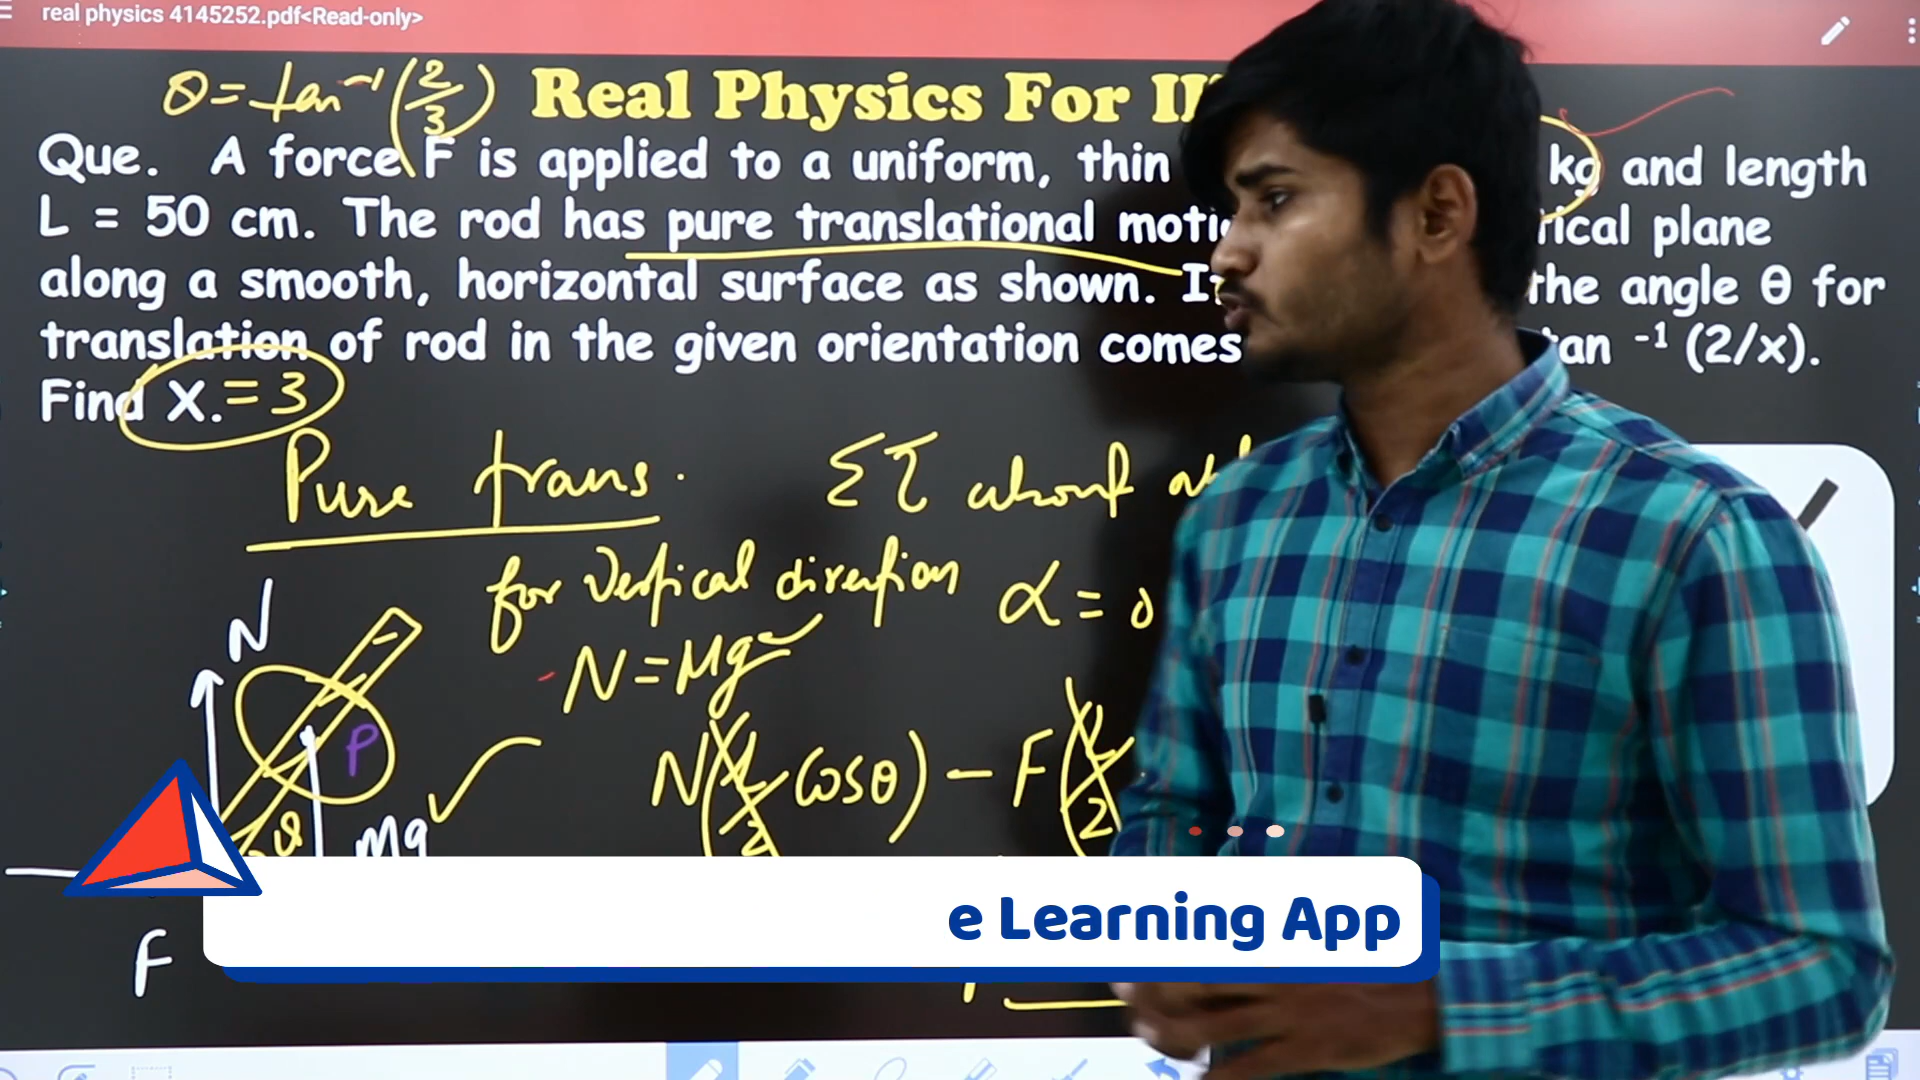 real physics 4145252.pdf<Read-only>
θ = tan⁻¹(2/3) Real Physics For
Que. A force F is applied to a uniform, thin kg and length
L = 50 cm. The rod has pure translational plane
along a smooth, horizontal surface as shown. the angle θ for
translation of rod in the given orientation comes tan ⁻¹ (2/x).
Find X. = 3
Pure trans. Στ about
for vertical direction α = 0
N
N = Mg
P
N(L/2 cosθ) – F(L/2
θ
Mg
e Learning App
F